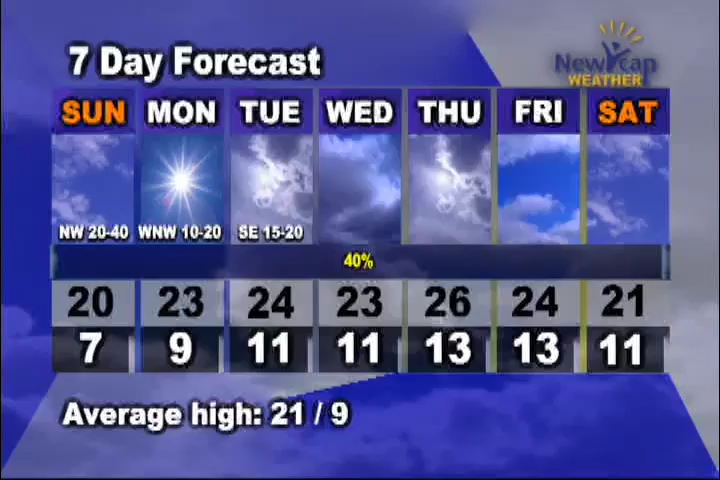 7 Day Forecast
Newcap
WEATHER
SUN MON TUE WED THU FRI SAT
NW 20-40 WNW 10-20 SE 15-20
40%
20 23 24 23 26 24 21
7 9 11 11 13 13 11
Average high: 21 / 9